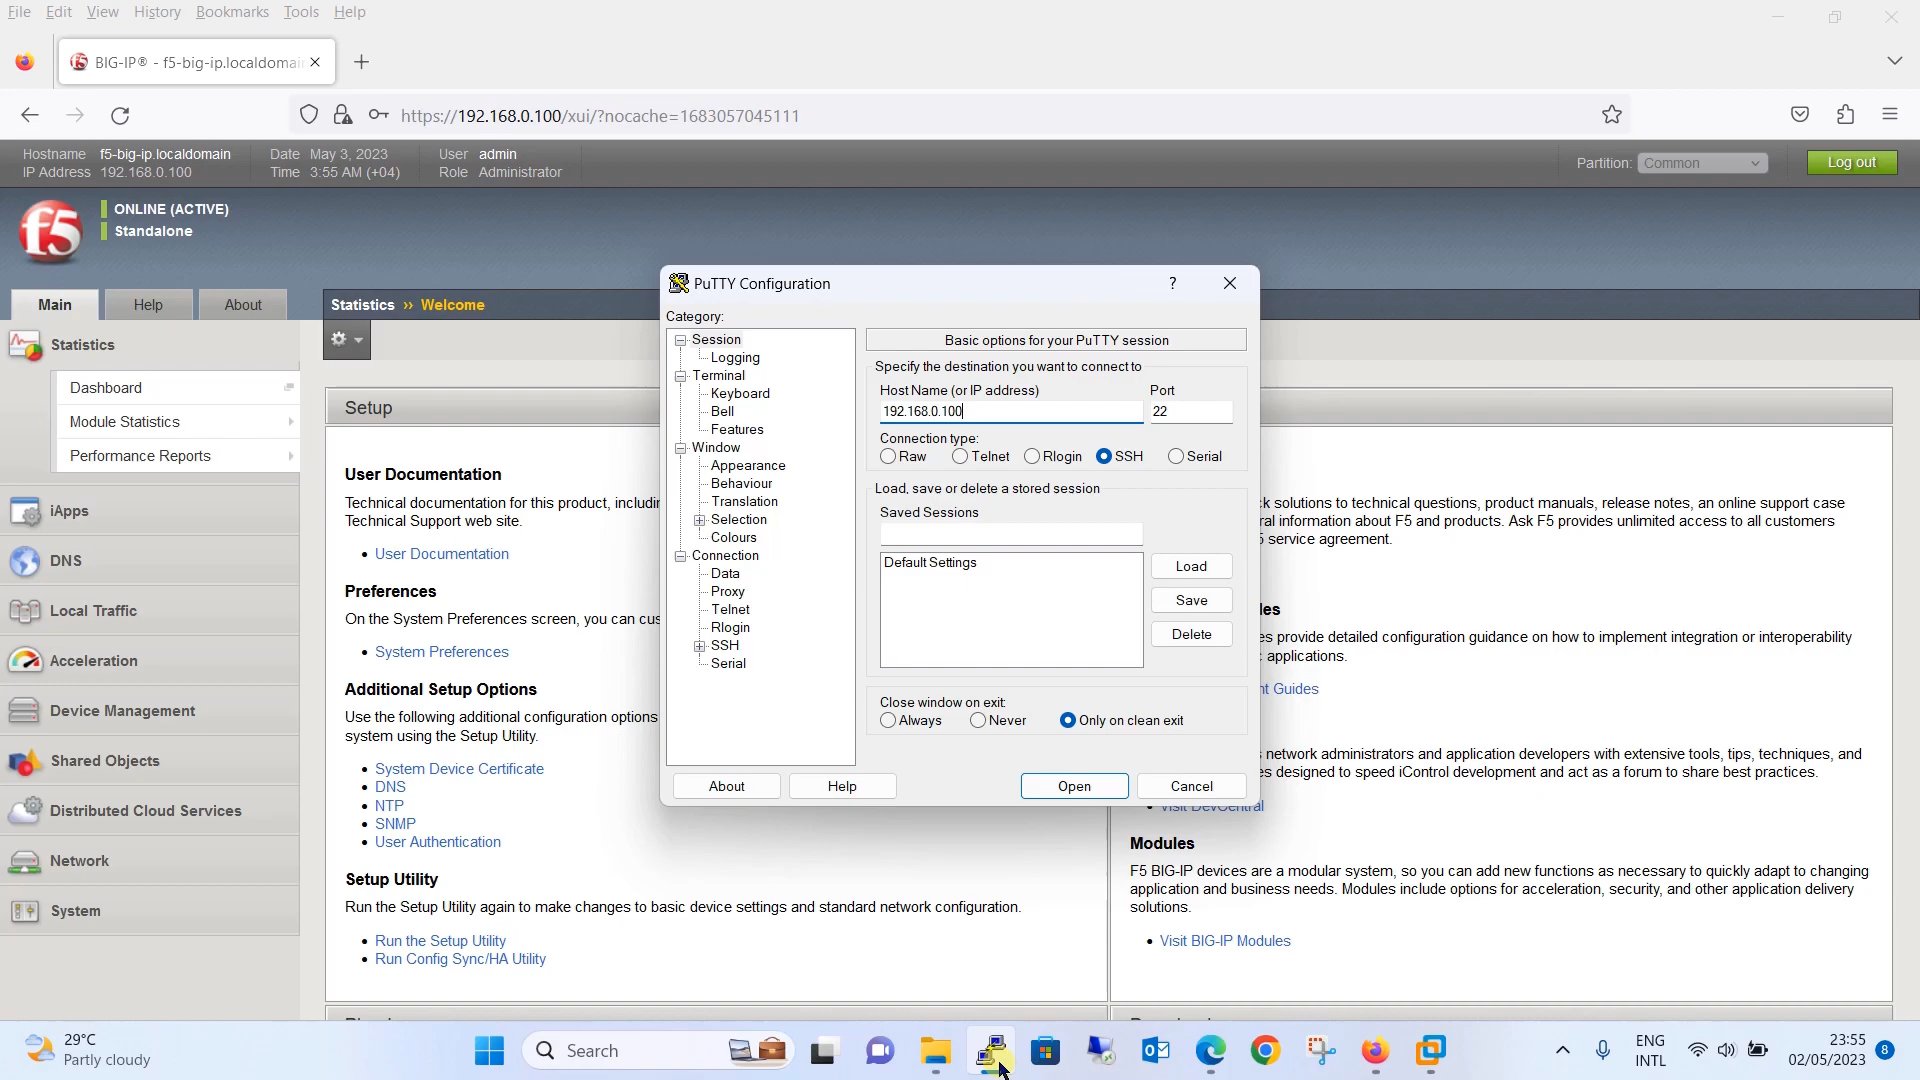 File Edit View History Bookmarks Tools Help
BIG-IP® - f5-big-ip.localdomai
https://192.168.0.100/xui/?nocache=1683057045111
Hostname f5-big-ip.localdomain Date May 3, 2023 User admin
IP Address 192.168.0.100 Time 3:55 AM (+04) Role Administrator
Partition: Common Log out
f5
ONLINE (ACTIVE)
Standalone
Main Help About
Statistics
Dashboard
Module Statistics
Performance Reports
iApps
DNS
Local Traffic
Acceleration
Device Management
Shared Objects
Distributed Cloud Services
Network
System
Statistics ›› Welcome
Setup
User Documentation
Technical documentation for this product, includi
Technical Support web site.
• User Documentation
Preferences
On the System Preferences screen, you can cus
• System Preferences
Additional Setup Options
Use the following additional configuration options
system using the Setup Utility.
• System Device Certificate
• DNS
• NTP
• SNMP
• User Authentication
Setup Utility
Run the Setup Utility again to make changes to basic device settings and standard network configuration.
• Run the Setup Utility
• Run Config Sync/HA Utility
PuTTY Configuration ?
Category:
Session
Logging
Terminal
Keyboard
Bell
Features
Window
Appearance
Behaviour
Translation
Selection
Colours
Connection
Data
Proxy
Telnet
Rlogin
SSH
Serial
Basic options for your PuTTY session
Specify the destination you want to connect to
Host Name (or IP address) Port
192.168.0.100 22
Connection type:
Raw Telnet Rlogin SSH Serial
Load, save or delete a stored session
Saved Sessions
Default Settings
Load
Save
Delete
Close window on exit:
Always Never Only on clean exit
About Help Open Cancel
k solutions to technical questions, product manuals, release notes, an online support case
ral information about F5 and products. Ask F5 provides unlimited access to all customers
service agreement.
les
es provide detailed configuration guidance on how to implement integration or interoperability
applications.
nt Guides
network administrators and application developers with extensive tools, tips, techniques, and
es designed to speed iControl development and act as a forum to share best practices.
• Visit DevCentral
Modules
F5 BIG-IP devices are a modular system, so you can add new functions as necessary to quickly adapt to changing
application and business needs. Modules include options for acceleration, security, and other application delivery
solutions.
• Visit BIG-IP Modules
29°C
Partly cloudy
Search
ENG
INTL
23:55
02/05/2023
8